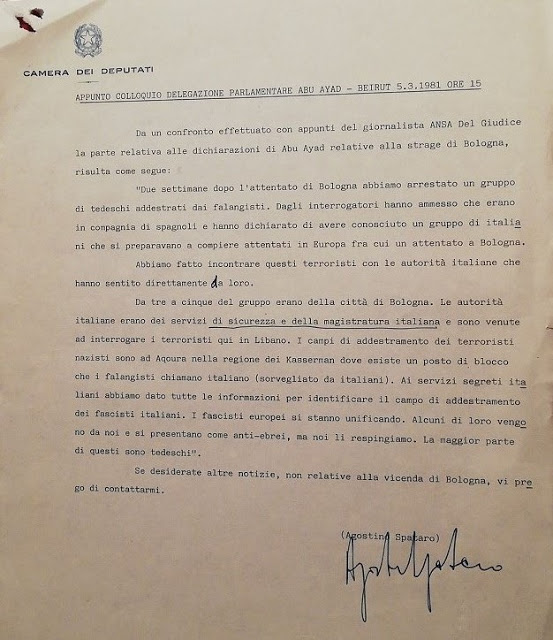 CAMERA DEI DEPUTATI
APPUNTO COLLOQUIO DELEGAZIONE PARLAMENTARE ABU AYAD - BEIRUT 5.3.1981 ORE 15
Da un confronto effettuato con appunti del giornalista ANSA Del Giudice
la parte relativa alle dichiarazioni di Abu Ayad relative alla strage di Bologna,
risulta come segue:
"Due settimane dopo l'attentato di Bologna abbiamo arrestato un gruppo
di tedeschi addestrati dai falangisti. Dagli interrogatori hanno ammesso che erano
in compagnia di spagnoli e hanno dichiarato di avere conosciuto un gruppo di italia
ni che si preparavano a compiere attentati in Europa fra cui un attentato a Bologna.
Abbiamo fatto incontrare questi terroristi con le autorità italiane che
hanno sentito direttamente da loro.
Da tre a cinque del gruppo erano della città di Bologna. Le autorità
italiane erano dei servizi di sicurezza e della magistratura italiana e sono venute
ad interrogare i terroristi qui in Libano. I campi di addestramento dei terroristi
nazisti sono ad Aqoura nella regione dei Kassernan dove esiste un posto di blocco
che i falangisti chiamano italiano (sorvegliato da italiani). Ai servizi segreti ita
liani abbiamo dato tutte le informazioni per identificare il campo di addestramento
dei fascisti italiani. I fascisti europei si stanno unificando. Alcuni di loro vengo
no da noi e si presentano come anti-ebrei, ma noi li respingiamo. La maggior parte
di questi sono tedeschi".
Se desiderate altre notizie, non relative alla vicenda di Bologna, vi pre
go di contattarmi.
(Agostino Spataro)